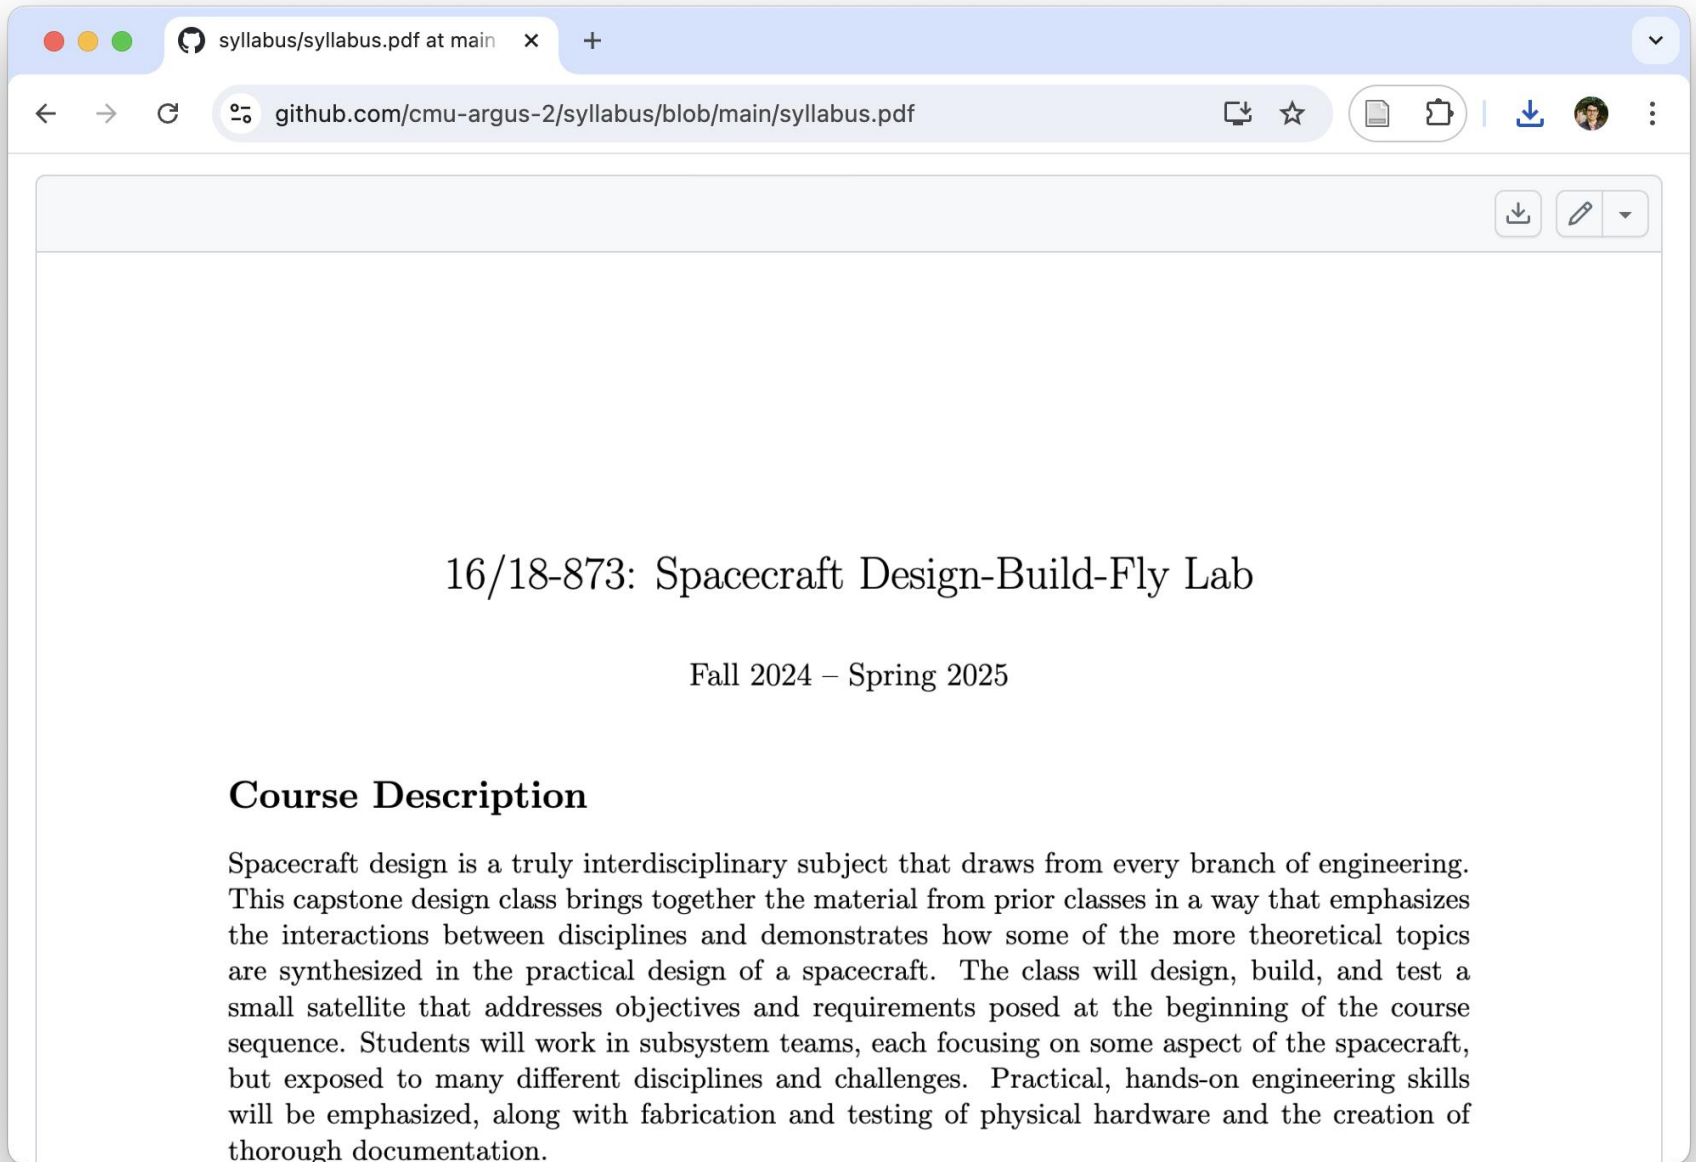 syllabus/syllabus.pdf at main
github.com/cmu-argus-2/syllabus/blob/main/syllabus.pdf
16/18-873: Spacecraft Design-Build-Fly Lab
Fall 2024 – Spring 2025
Course Description
Spacecraft design is a truly interdisciplinary subject that draws from every branch of engineering.
This capstone design class brings together the material from prior classes in a way that emphasizes
the interactions between disciplines and demonstrates how some of the more theoretical topics
are synthesized in the practical design of a spacecraft. The class will design, build, and test a
small satellite that addresses objectives and requirements posed at the beginning of the course
sequence. Students will work in subsystem teams, each focusing on some aspect of the spacecraft,
but exposed to many different disciplines and challenges. Practical, hands-on engineering skills
will be emphasized, along with fabrication and testing of physical hardware and the creation of
thorough documentation.